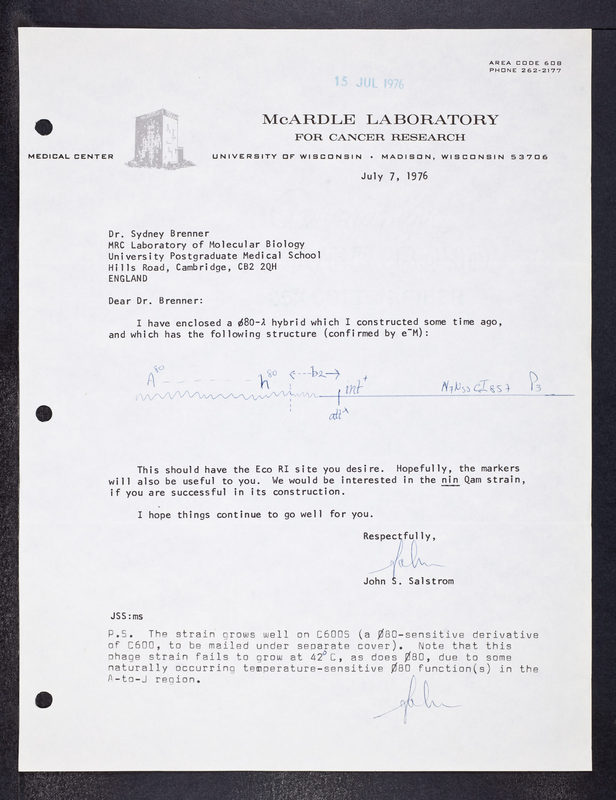 AREA CODE 608
PHONE 262-2177
15 JUL 1976
McARDLE LABORATORY
FOR CANCER RESEARCH
MEDICAL CENTER
UNIVERSITY OF WISCONSIN • MADISON, WISCONSIN 53706
July 7, 1976
Dr. Sydney Brenner
MRC Laboratory of Molecular Biology
University Postgraduate Medical School
Hills Road, Cambridge, CB2 2QH
ENGLAND
Dear Dr. Brenner:
I have enclosed a ø80-λ hybrid which I constructed some time ago,
and which has the following structure (confirmed by e⁻M):
A⁸⁰ h⁸⁰ b2 int⁺ N₇N₅₃CI857 P₃
att^λ
This should have the Eco RI site you desire. Hopefully, the markers
will also be useful to you. We would be interested in the nin Qam strain,
if you are successful in its construction.
I hope things continue to go well for you.
Respectfully,
John
John S. Salstrom
JSS:ms
P.S. The strain grows well on C600S (a Ø80-sensitive derivative
of C600, to be mailed under separate cover). Note that this
phage strain fails to grow at 42°C, as does Ø80, due to some
naturally occurring temperature-sensitive Ø80 function(s) in the
A-to-J region.
John